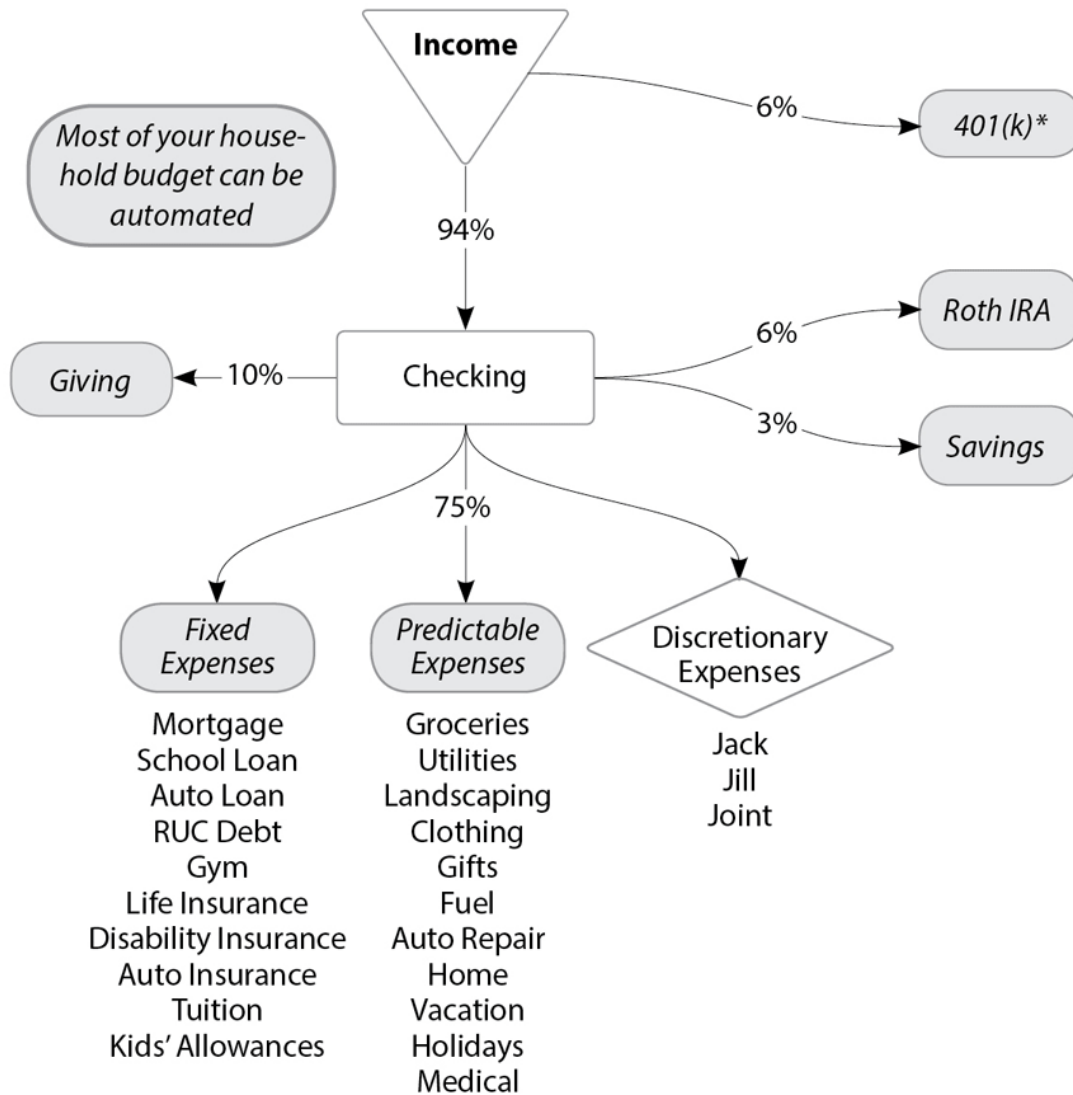 Income
6%
401(k)*
Most of your house-
hold budget can be
automated
94%
Roth IRA
6%
Giving
10%
Checking
3%
Savings
75%
Fixed
Expenses
Mortgage
School Loan
Auto Loan
RUC Debt
Gym
Life Insurance
Disability Insurance
Auto Insurance
Tuition
Kids’ Allowances
Predictable
Expenses
Groceries
Utilities
Landscaping
Clothing
Gifts
Fuel
Auto Repair
Home
Vacation
Holidays
Medical
Discretionary
Expenses
Jack
Jill
Joint